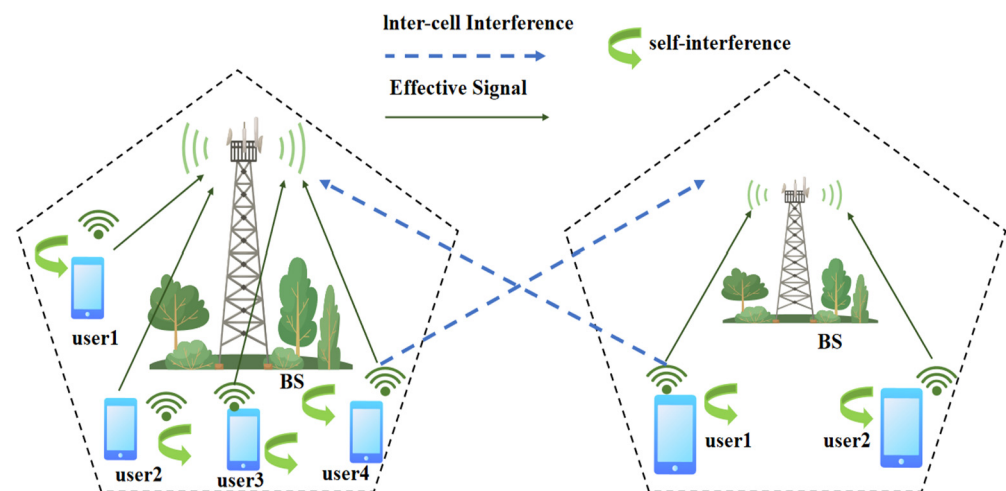 Inter-cell Interference
self-interference
Effective Signal
user1
BS
user2
user3
user4
BS
user1
user2